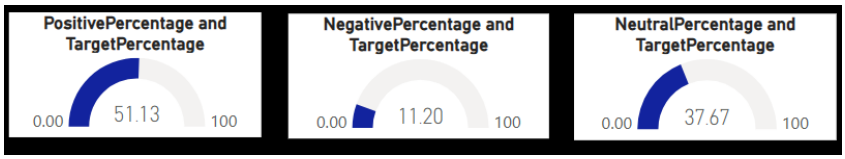 PositivePercentage and
TargetPercentage
0.00
51.13
100
NegativePercentage and
TargetPercentage
0.00
11.20
100
NeutralPercentage and
TargetPercentage
0.00
37.67
100